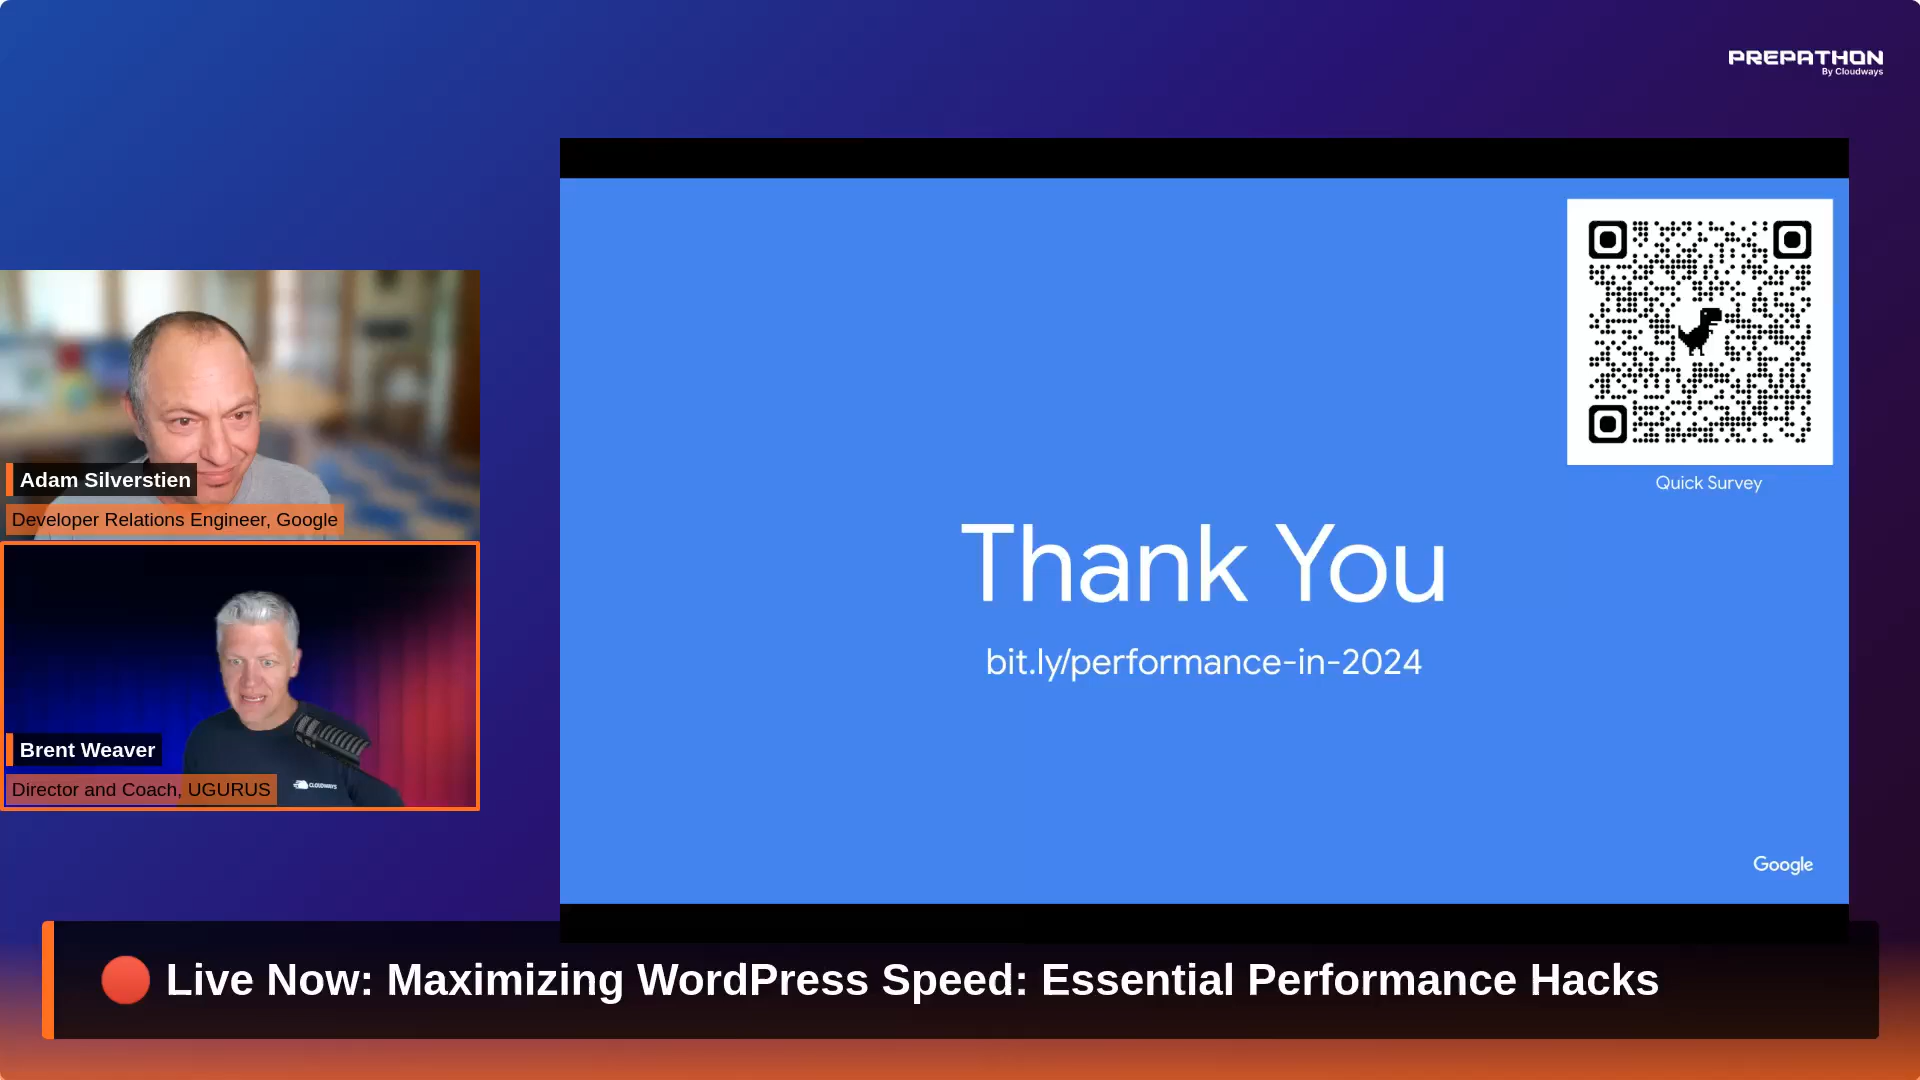 PREPATHON
By Cloudways
Quick Survey
Thank You
bit.ly/performance-in-2024
Google
Adam Silverstien
Developer Relations Engineer, Google
Brent Weaver
Director and Coach, UGURUS
CLOUDWAYS
Live Now: Maximizing WordPress Speed: Essential Performance Hacks